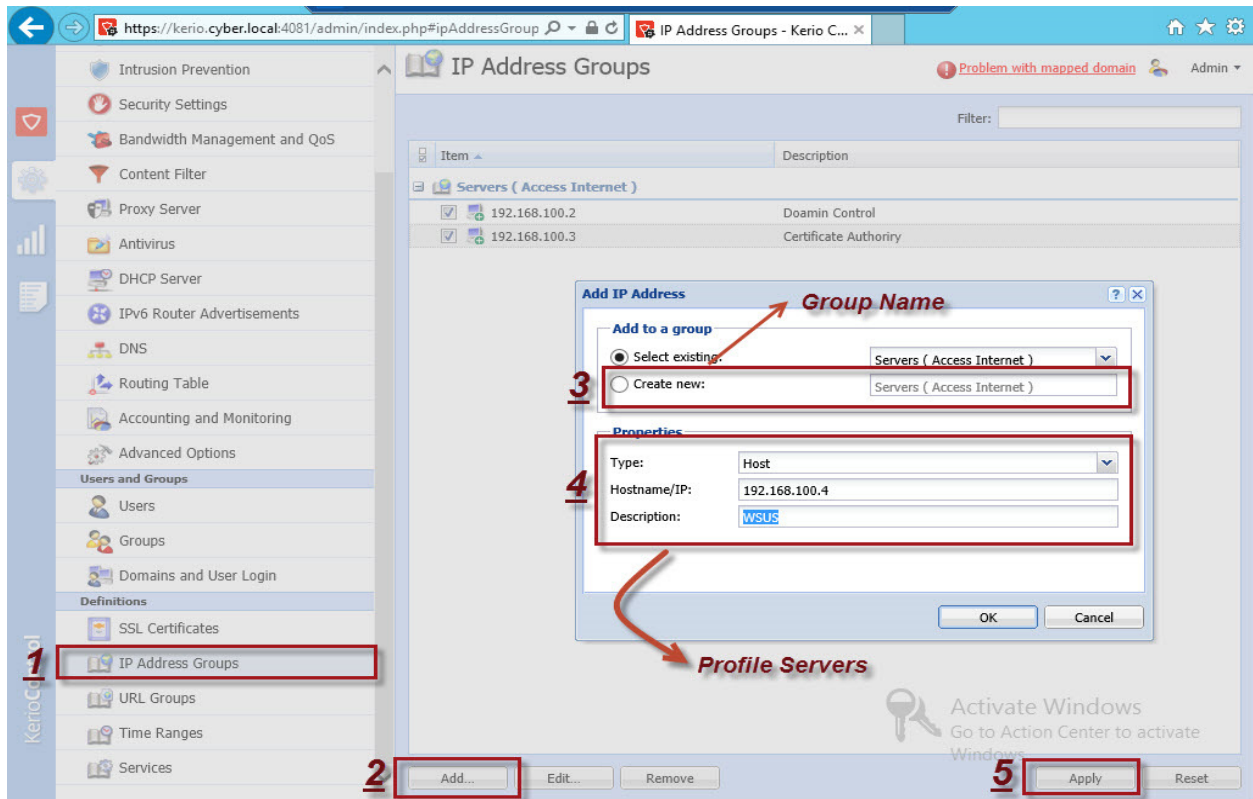 https://kerio.cyber.local:4081/admin/index.php#ipAddressGroup
IP Address Groups - Kerio C...
Intrusion Prevention
Security Settings
Bandwidth Management and QoS
Content Filter
Proxy Server
Antivirus
DHCP Server
IPv6 Router Advertisements
DNS
Routing Table
Accounting and Monitoring
Advanced Options
Users and Groups
Users
Groups
Domains and User Login
Definitions
SSL Certificates
1
IP Address Groups
URL Groups
Time Ranges
Services
KerioControl
IP Address Groups
Problem with mapped domain
Admin
Filter:
Item
Description
Servers ( Access Internet )
192.168.100.2
Doamin Control
192.168.100.3
Certificate Authoriry
Add IP Address
Group Name
Add to a group
Select existing:
Servers ( Access Internet )
3
Create new:
Servers ( Access Internet )
Properties
4
Type:
Host
Hostname/IP:
192.168.100.4
Description:
WSUS
OK
Cancel
Profile Servers
Activate Windows
Go to Action Center to activate
Windows.
2
Add...
Edit...
Remove
5
Apply
Reset